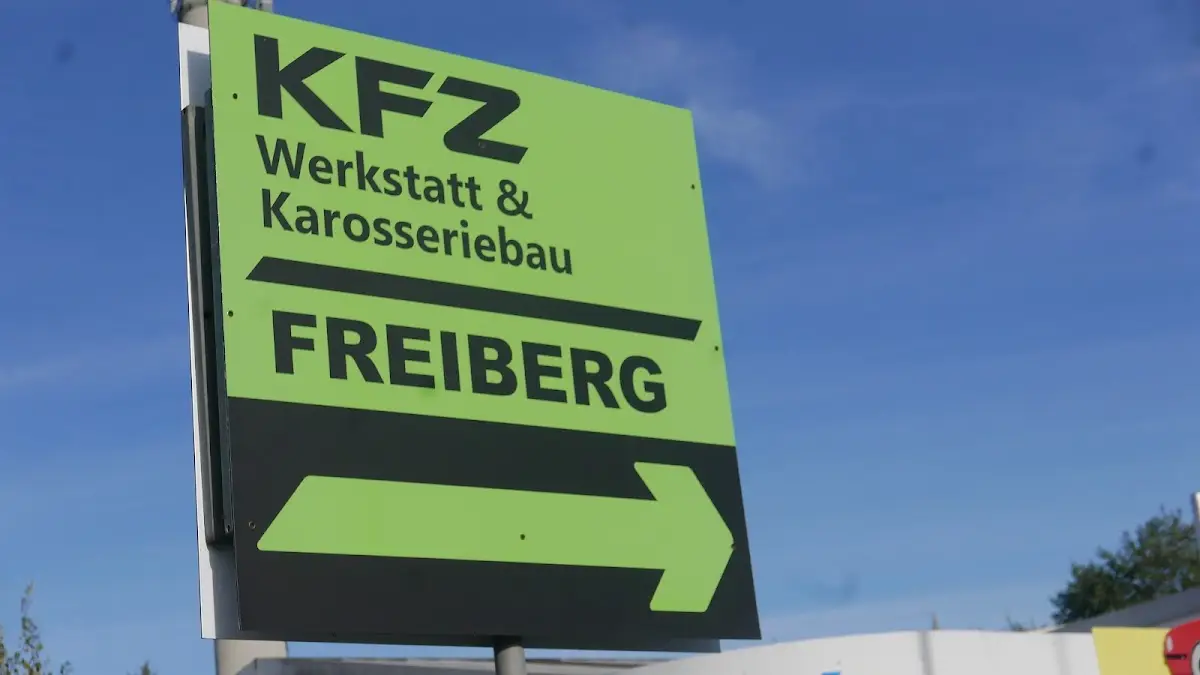 KFZ
Werkstatt &
Karosseriebau
FREIBERG